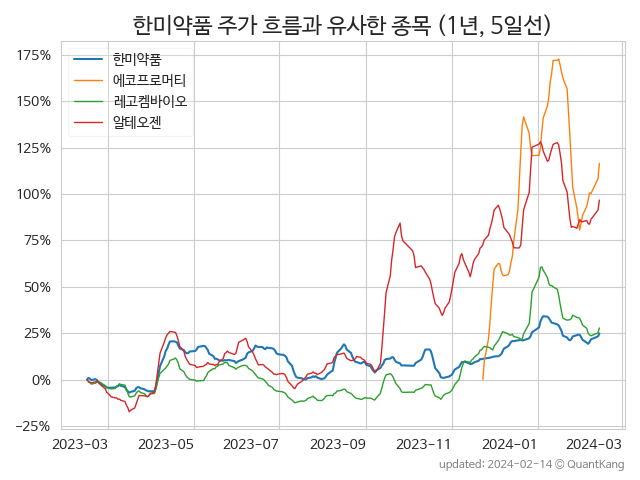 한미약품 주가 흐름과 유사한 종목 (1년, 5일선)
175%
150%
125%
100%
75%
50%
25%
0%
−25%
한미약품
에코프로머티
레고켐바이오
알테오젠
2023-03 2023-05 2023-07 2023-09 2023-11 2024-01 2024-03
updated: 2024-02-14 © QuantKang